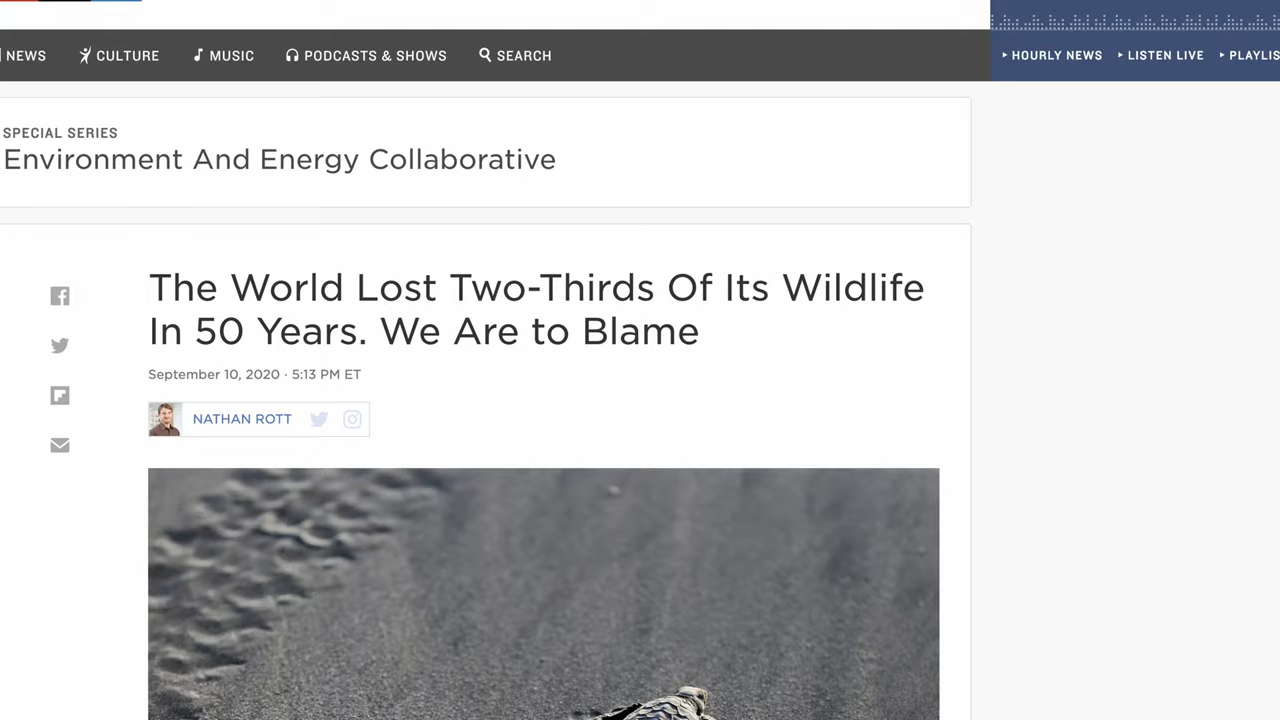 NEWS
CULTURE
MUSIC
PODCASTS & SHOWS
SEARCH
HOURLY NEWS
LISTEN LIVE
PLAYLIS
SPECIAL SERIES
Environment And Energy Collaborative
The World Lost Two-Thirds Of Its Wildlife
In 50 Years. We Are to Blame
September 10, 2020 · 5:13 PM ET
NATHAN ROTT